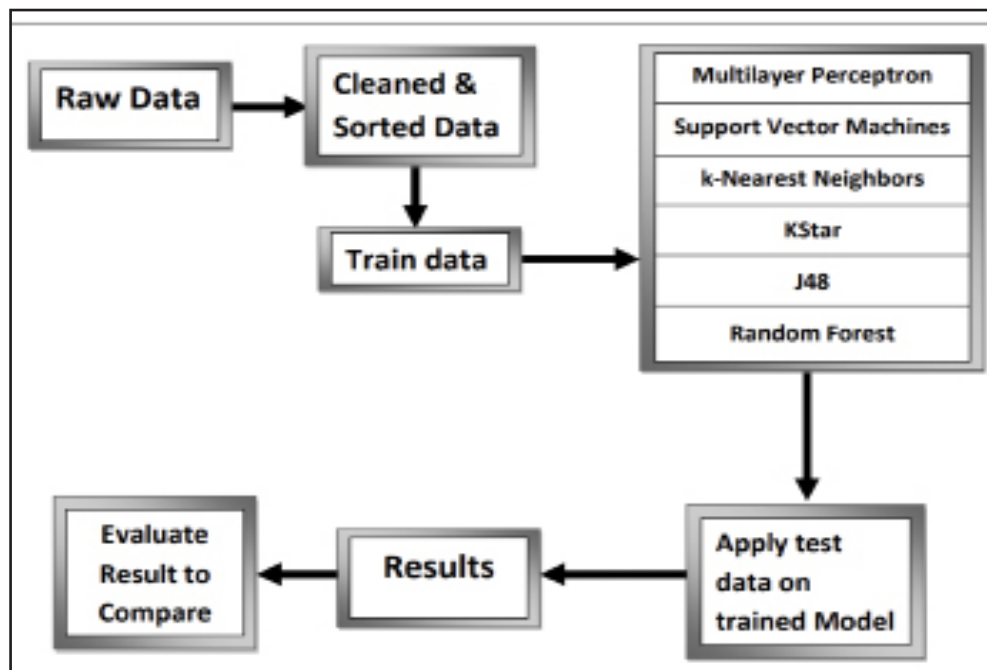 Raw Data
Cleaned &
Sorted Data
Train data
Multilayer Perceptron
Support Vector Machines
k-Nearest Neighbors
KStar
J48
Random Forest
Apply test
data on
trained Model
Results
Evaluate
Result to
Compare